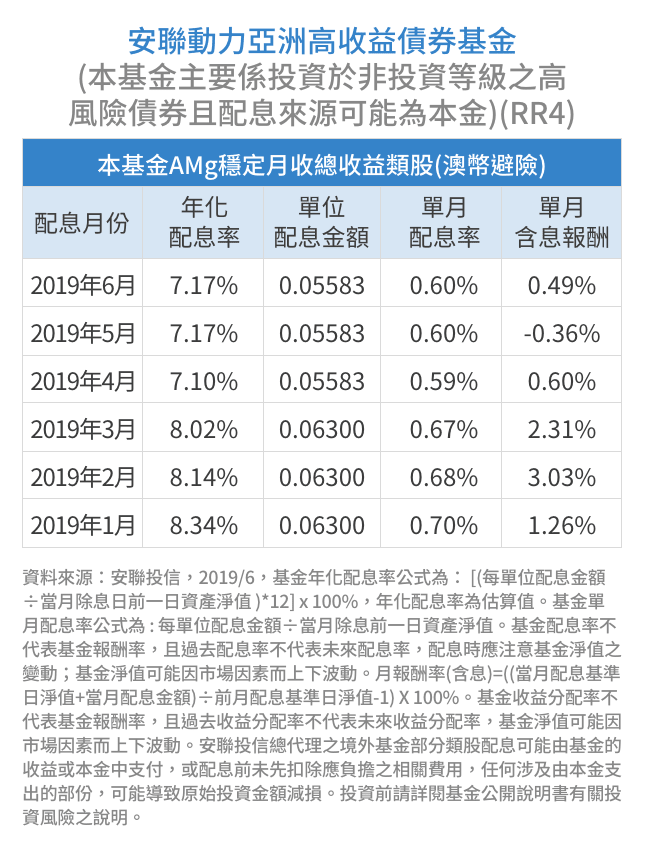 安聯動力亞洲高收益債券基金
(本基金主要係投資於非投資等級之高
風險債券且配息來源可能為本金)(RR4)
本基金AMg穩定月收總收益類股(澳幣避險)
配息月份 年化配息率 單位配息金額 單月配息率 單月含息報酬
2019年6月 7.17% 0.05583 0.60% 0.49%
2019年5月 7.17% 0.05583 0.60% -0.36%
2019年4月 7.10% 0.05583 0.59% 0.60%
2019年3月 8.02% 0.06300 0.67% 2.31%
2019年2月 8.14% 0.06300 0.68% 3.03%
2019年1月 8.34% 0.06300 0.70% 1.26%
資料來源：安聯投信，2019/6，基金年化配息率公式為： [(每單位配息金額
÷當月除息日前一日資產淨值 )*12] x 100%，年化配息率為估算值。基金單
月配息率公式為 : 每單位配息金額÷當月除息前一日資產淨值。基金配息率不
代表基金報酬率，且過去配息率不代表未來配息率，配息時應注意基金淨值之
變動；基金淨值可能因市場因素而上下波動。月報酬率(含息)=((當月配息基準
日淨值+當月配息金額)÷前月配息基準日淨值-1) X 100%。基金收益分配率不
代表基金報酬率，且過去收益分配率不代表未來收益分配率，基金淨值可能因
市場因素而上下波動。安聯投信總代理之境外基金部分類股配息可能由基金的
收益或本金中支付，或配息前未先扣除應負擔之相關費用，任何涉及由本金支
出的部份，可能導致原始投資金額減損。投資前請詳閱基金公開說明書有關投
資風險之說明。